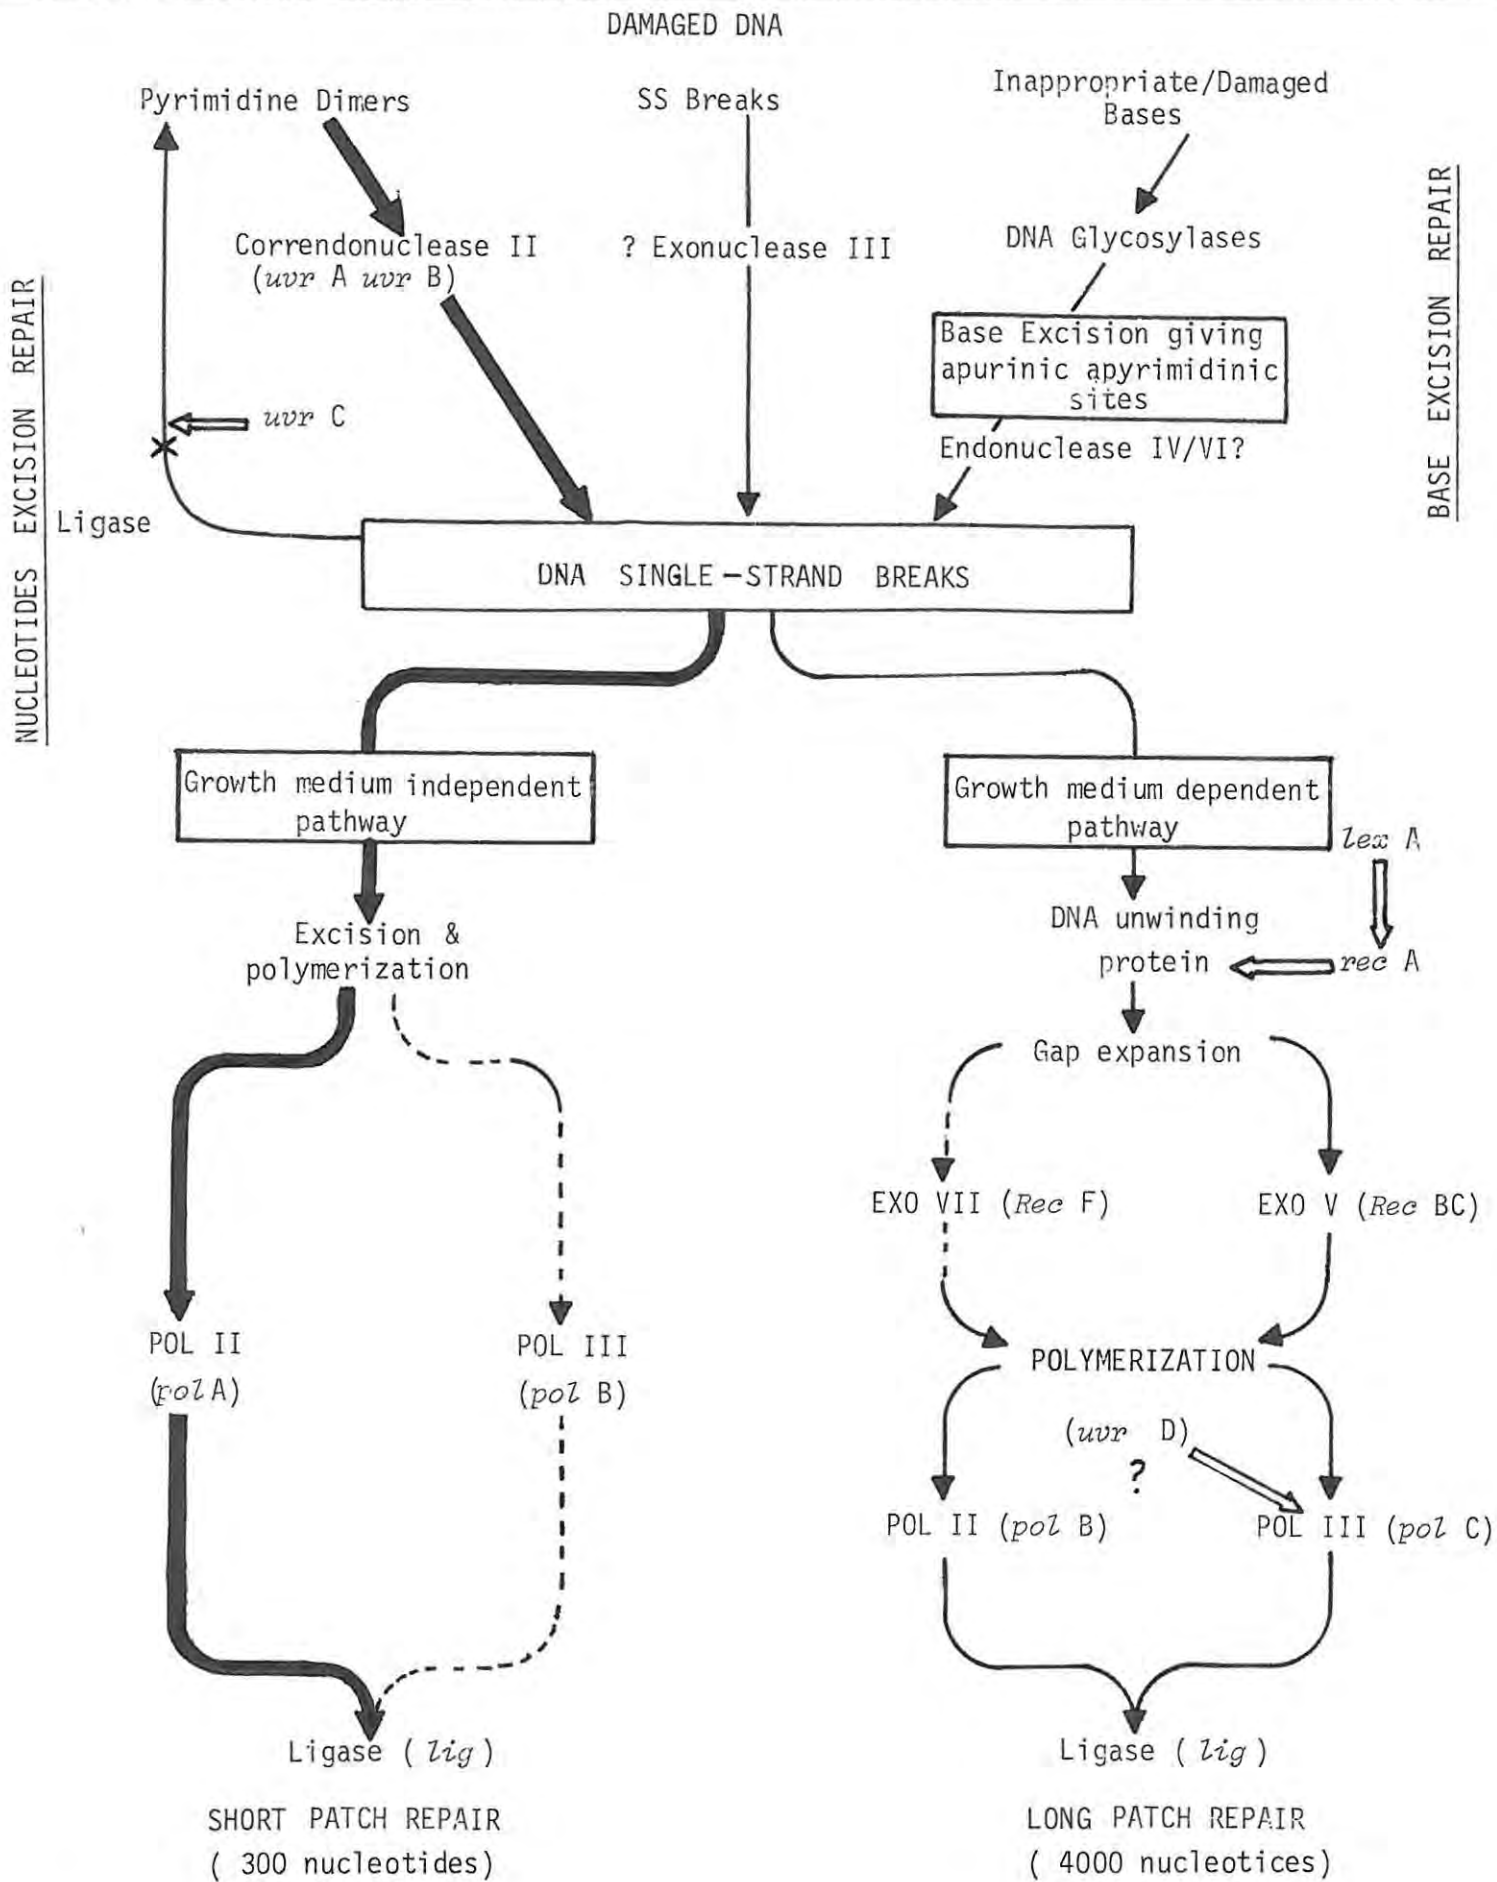 DAMAGED DNA
Pyrimidine Dimers
SS Breaks
Inappropriate/Damaged
Bases
Correndonuclease II
(uvr A uvr B)
? Exonuclease III
DNA Glycosylases
Base Excision giving
apurinic apyrimidinic
sites
Endonuclease IV/VI?
NUCLEOTIDES EXCISION REPAIR
BASE EXCISION REPAIR
uvr C
Ligase
DNA SINGLE-STRAND BREAKS
Growth medium independent
pathway
Growth medium dependent
pathway
lex A
Excision &
polymerization
DNA unwinding
protein
rec A
Gap expansion
EXO VII (Rec F)
EXO V (Rec BC)
POL II
(pol A)
POL III
(pol B)
POLYMERIZATION
(uvr D)
?
POL II (pol B)
POL III (pol C)
Ligase ( lig )
Ligase ( lig )
SHORT PATCH REPAIR
( 300 nucleotides)
LONG PATCH REPAIR
( 4000 nucleotices)